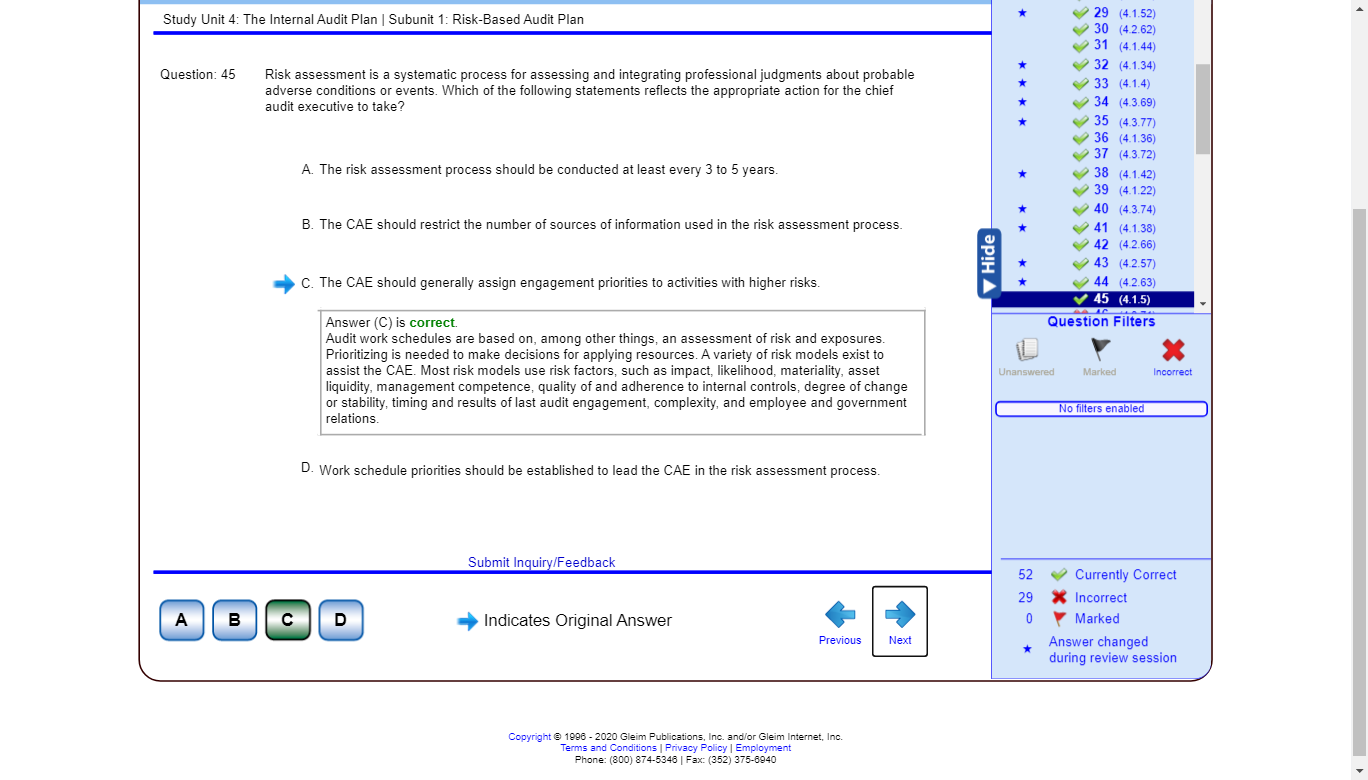 Study Unit 4: The Internal Audit Plan | Subunit 1: Risk-Based Audit Plan
Question: 45
Risk assessment is a systematic process for assessing and integrating professional judgments about probable
adverse conditions or events. Which of the following statements reflects the appropriate action for the chief
audit executive to take?
A. The risk assessment process should be conducted at least every 3 to 5 years.
B. The CAE should restrict the number of sources of information used in the risk assessment process.
C. The CAE should generally assign engagement priorities to activities with higher risks.
Answer (C) is correct.
Audit work schedules are based on, among other things, an assessment of risk and exposures.
Prioritizing is needed to make decisions for applying resources. A variety of risk models exist to
assist the CAE. Most risk models use risk factors, such as impact, likelihood, materiality, asset
liquidity, management competence, quality of and adherence to internal controls, degree of change
or stability, timing and results of last audit engagement, complexity, and employee and government
relations.
D. Work schedule priorities should be established to lead the CAE in the risk assessment process.
Submit Inquiry/Feedback
A B C D
Indicates Original Answer
Previous
Next
Hide
29 (4.1.52)
30 (4.2.62)
31 (4.1.44)
32 (4.1.34)
33 (4.1.4)
34 (4.3.69)
35 (4.3.77)
36 (4.1.36)
37 (4.3.72)
38 (4.1.42)
39 (4.1.22)
40 (4.3.74)
41 (4.1.38)
42 (4.2.66)
43 (4.2.57)
44 (4.2.63)
45 (4.1.5)
Question Filters
Unanswered
Marked
Incorrect
No filters enabled
52 Currently Correct
29 Incorrect
0 Marked
Answer changed
during review session
Copyright © 1996 - 2020 Gleim Publications, Inc. and/or Gleim Internet, Inc.
Terms and Conditions | Privacy Policy | Employment
Phone: (800) 874-5346 | Fax: (352) 375-6940